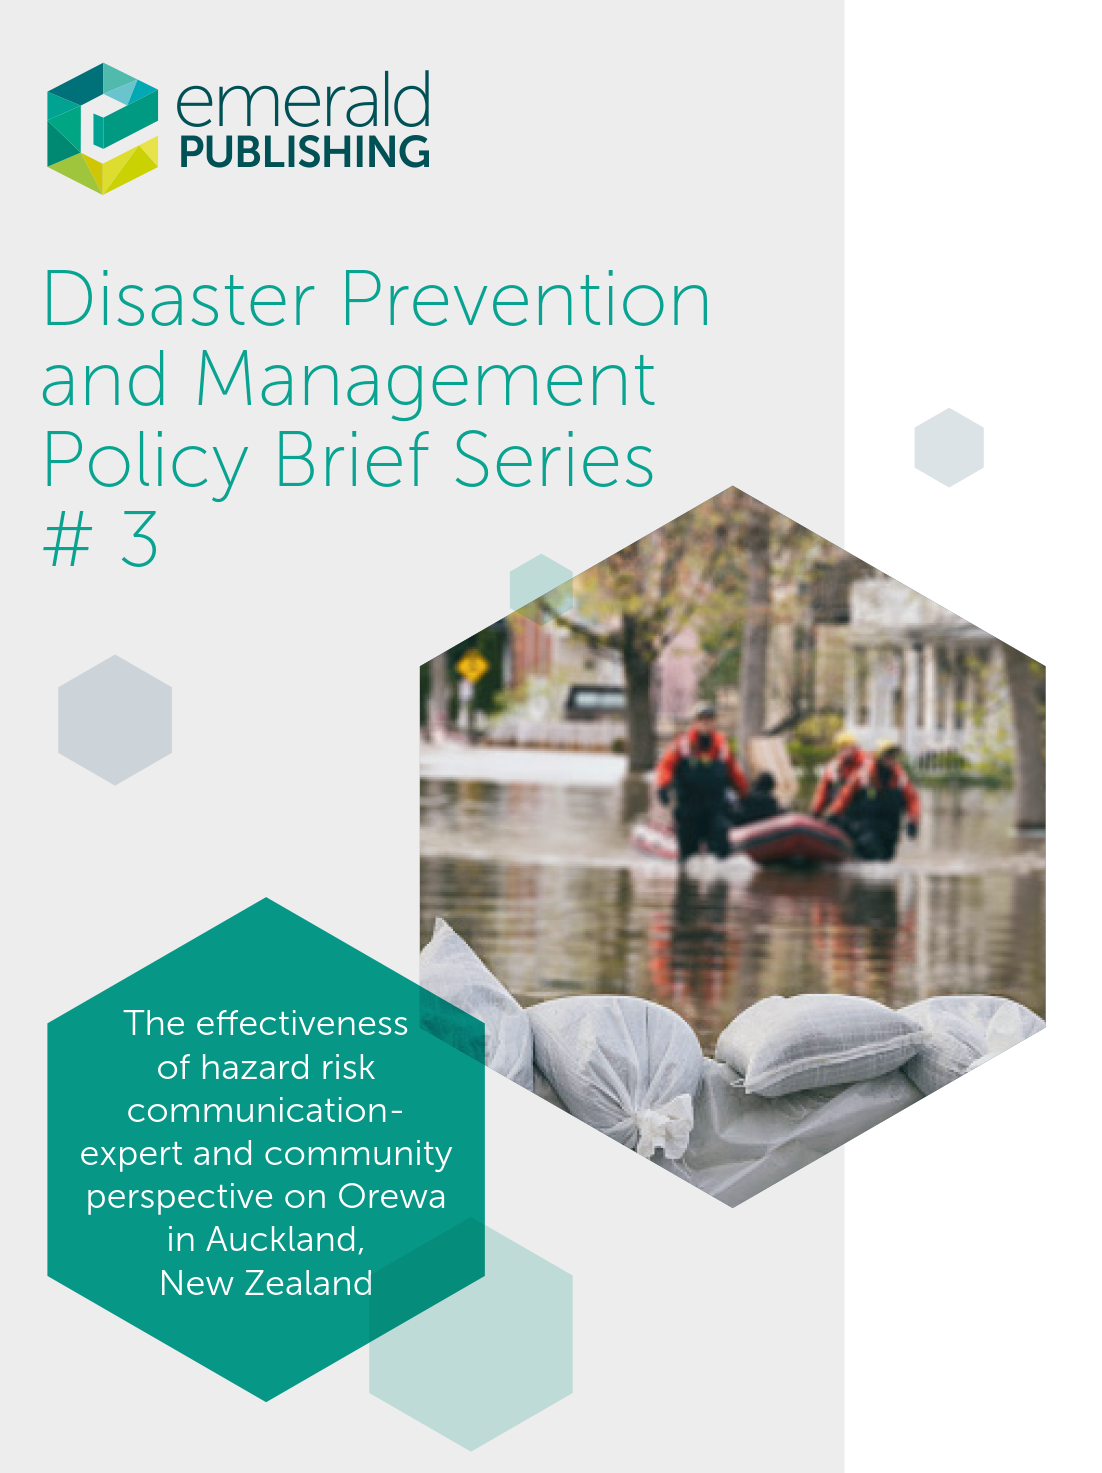 emerald
PUBLISHING
Disaster Prevention
and Management
Policy Brief Series
# 3
The effectiveness
of hazard risk
communication-
expert and community
perspective on Orewa
in Auckland,
New Zealand